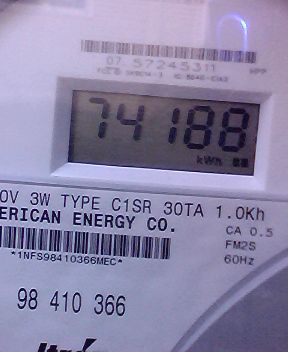 07 57245311
74188
kWh
0V 3W TYPE C1SR 30TA 1.0Kh
ERICAN ENERGY CO.
CA 0.5
*1NFS98410366MEC*
FM2S
60Hz
98 410 366